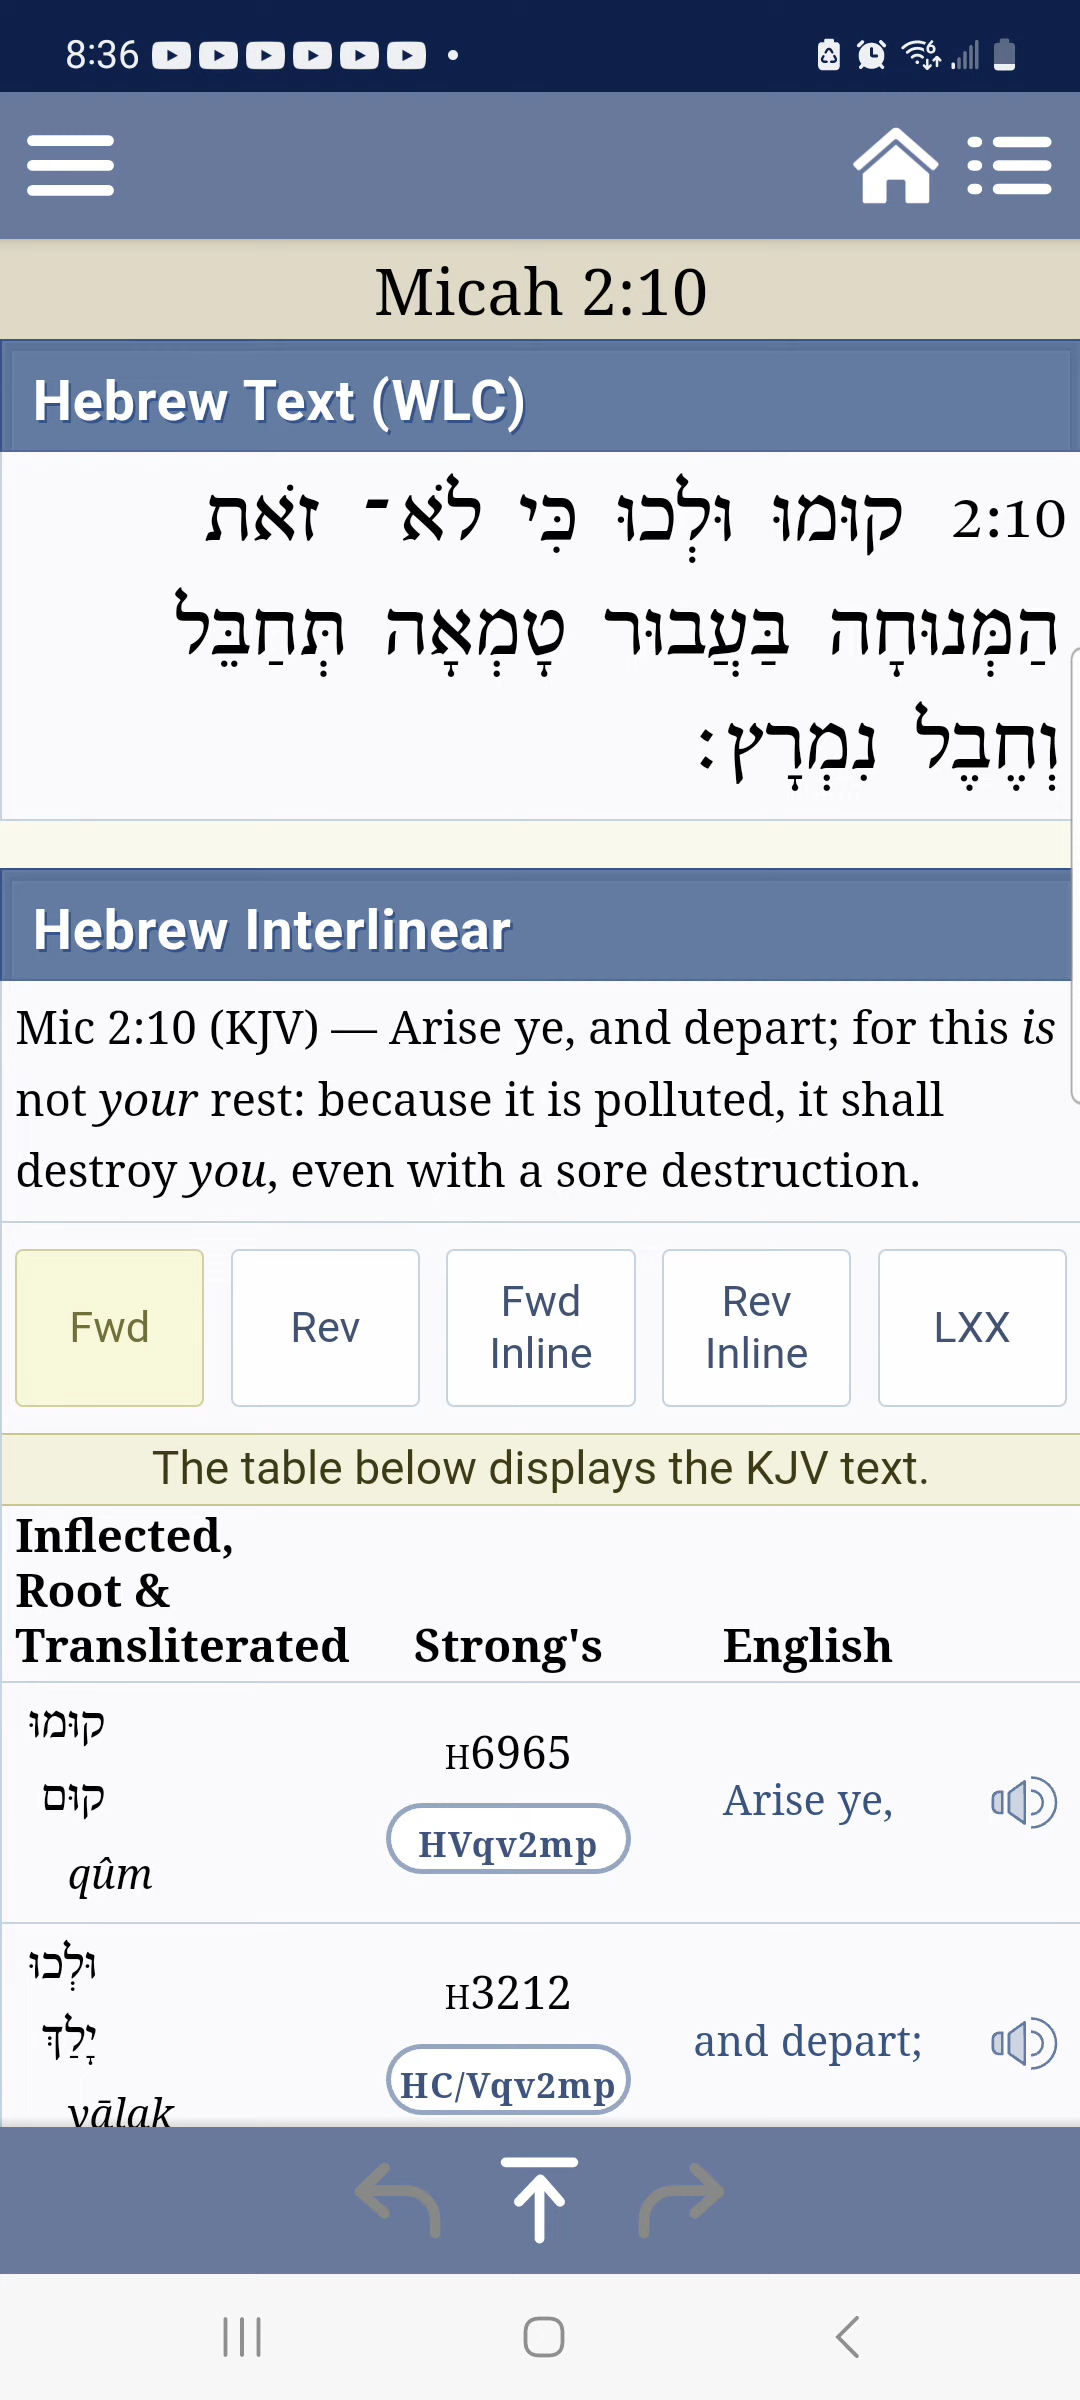 8:36
Micah 2:10
Hebrew Text (WLC)
2:10 קוּמוּ וּלְכוּ כִּי לֹא־ זֹאת
הַמְּנוּחָה בַּעֲבוּר טָמְאָה תְּחַבֵּל
וְחֶבֶל נִמְרָץ׃
Hebrew Interlinear
Mic 2:10 (KJV) — Arise ye, and depart; for this is
not your rest: because it is polluted, it shall
destroy you, even with a sore destruction.
Fwd Rev Fwd Inline Rev Inline LXX
The table below displays the KJV text.
Inflected,
Root &
Transliterated Strong's English
קוּמוּ
קוּם
qûm
H6965
HVqv2mp
Arise ye,
וּלְכוּ
יָלַךְ
yālak
H3212
HC/Vqv2mp
and depart;